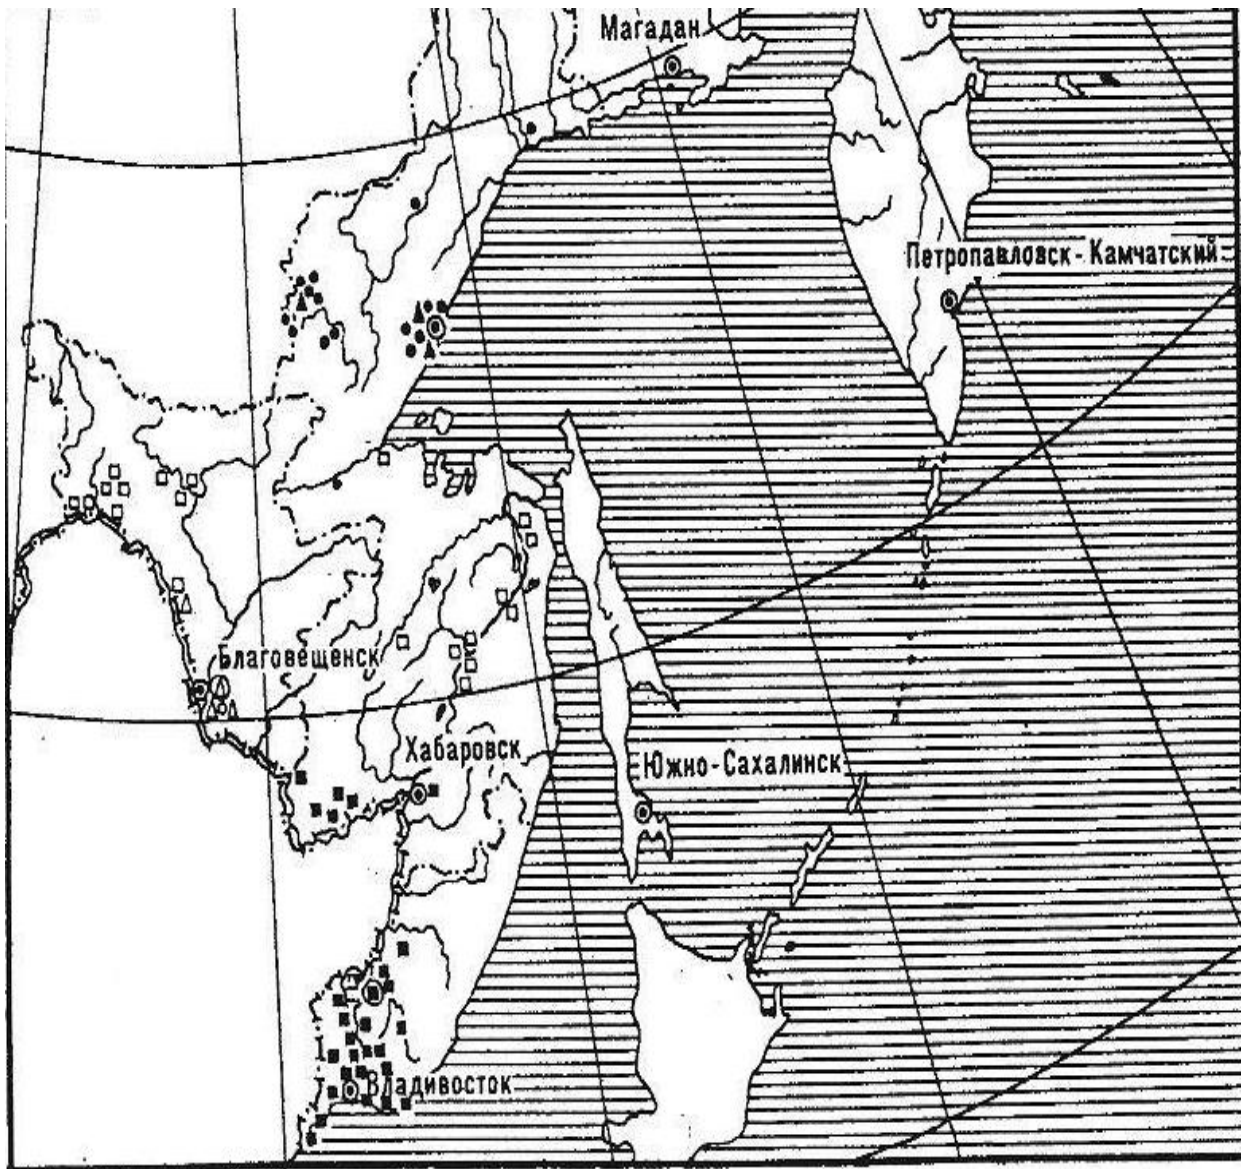 Магадан
Петропавловск-Камчатский
Благовещенск
Хабаровск
Южно-Сахалинск
Владивосток